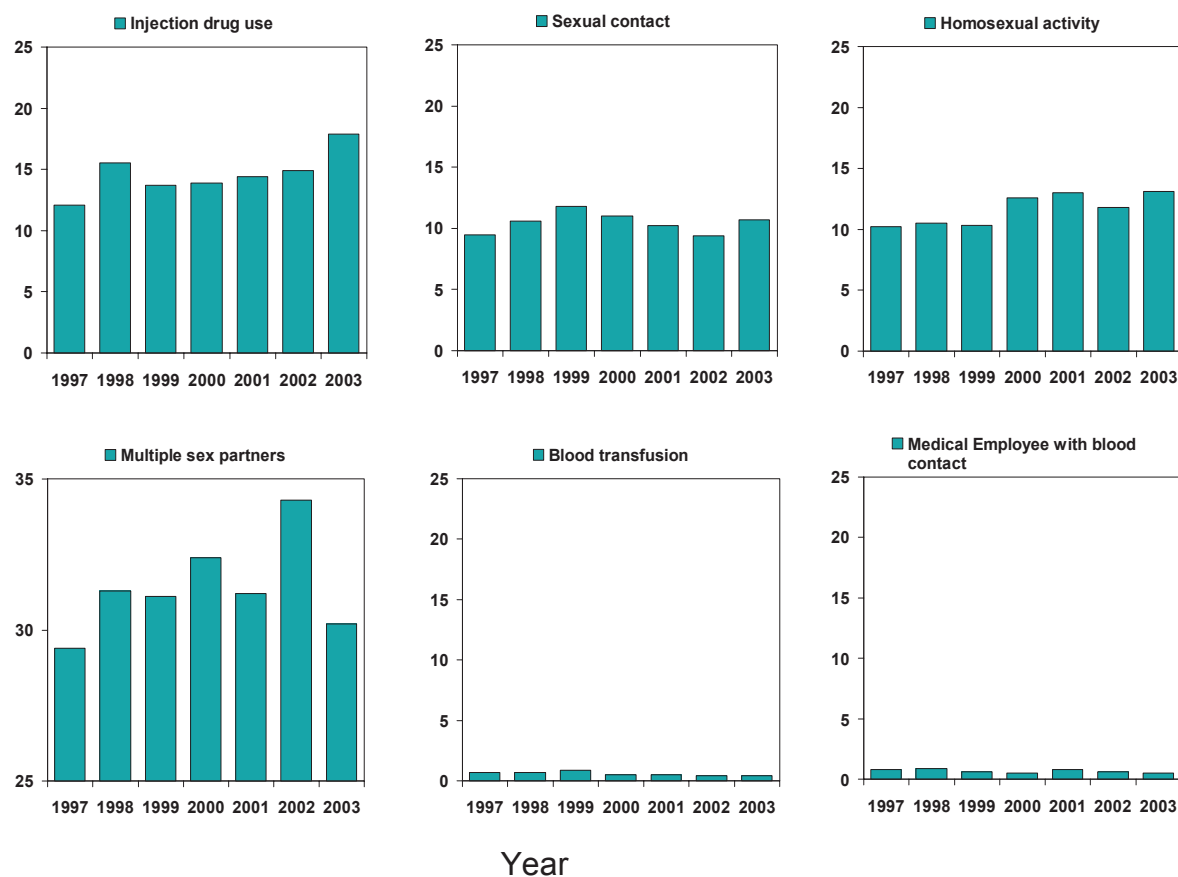 Injection drug use
25
20
15
10
5
0
1997 1998 1999 2000 2001 2002 2003
Sexual contact
25
20
15
10
5
0
1997 1998 1999 2000 2001 2002 2003
Homosexual activity
25
20
15
10
5
0
1997 1998 1999 2000 2001 2002 2003
Multiple sex partners
35
30
25
1997 1998 1999 2000 2001 2002 2003
Blood transfusion
25
20
15
10
5
0
1997 1998 1999 2000 2001 2002 2003
Medical Employee with blood
contact
25
20
15
10
5
0
1997 1998 1999 2000 2001 2002 2003
Year